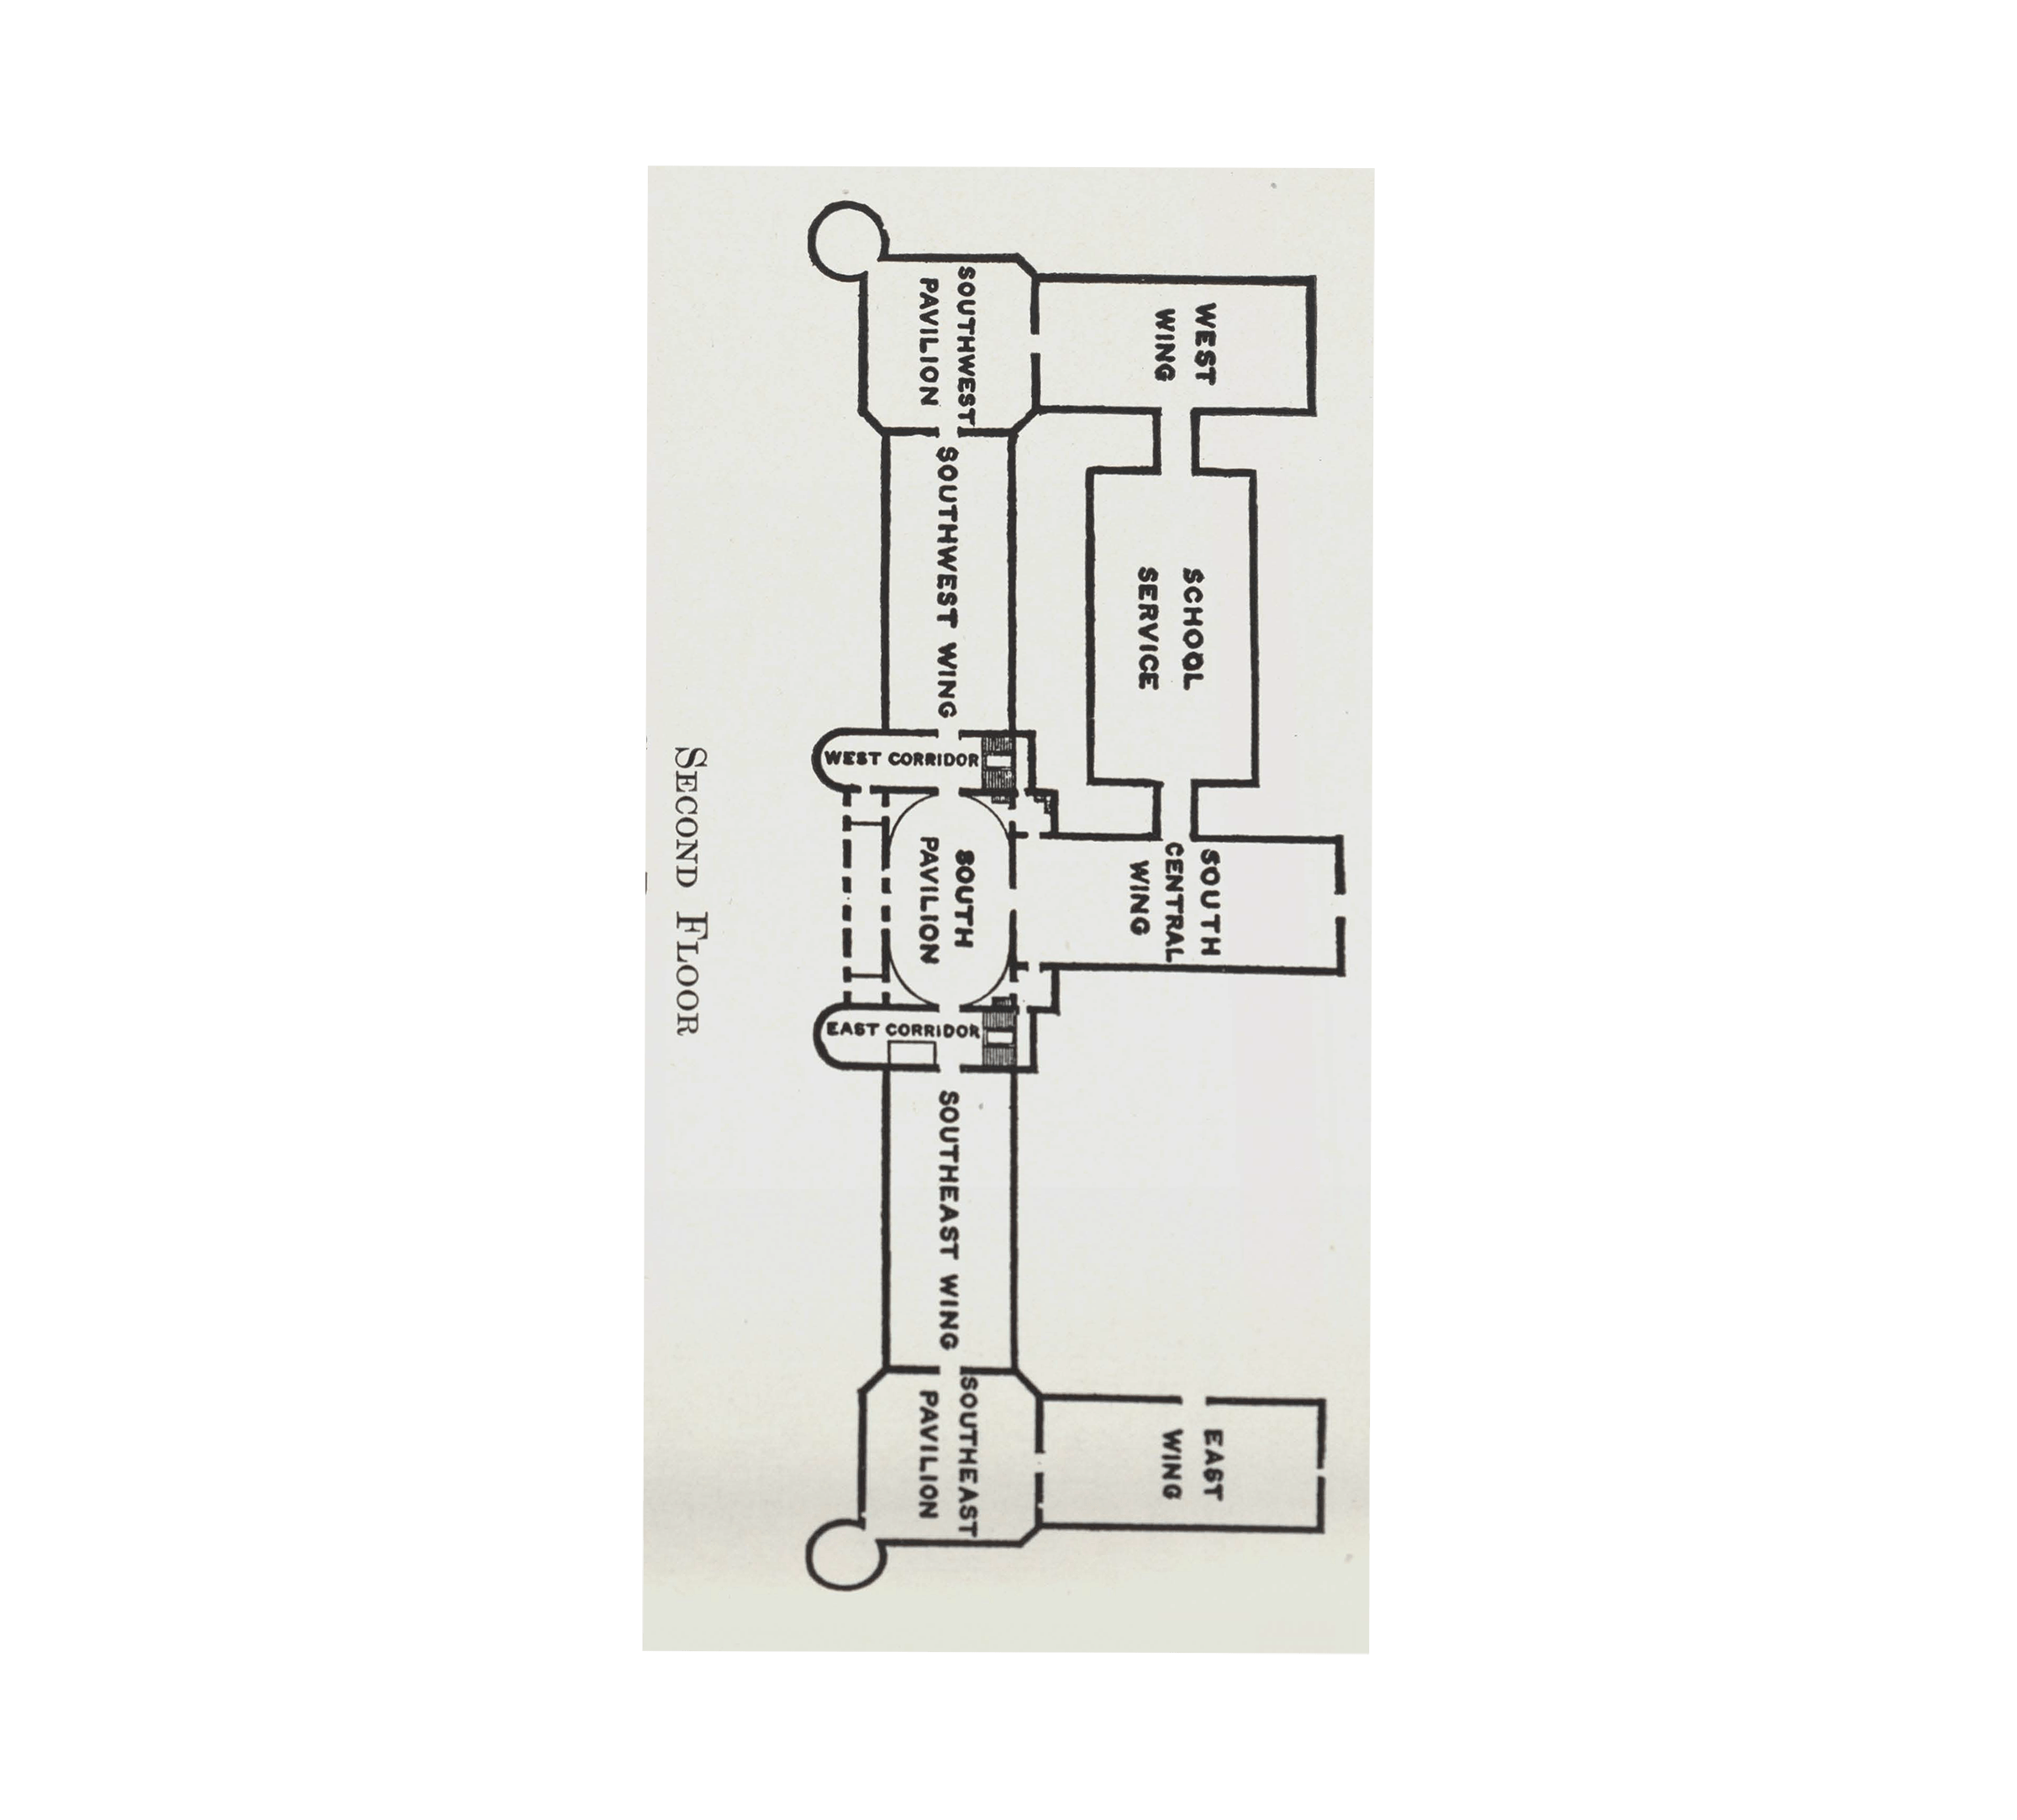 WEST
WING
SCHOOL
SERVICE
SOUTH
CENTRAL
WING
EAST
WING
SOUTHWEST
PAVILION
SOUTHWEST WING
WEST CORRIDOR
SOUTH
PAVILION
EAST CORRIDOR
SOUTHEAST WING
SOUTHEAST
PAVILION
SECOND FLOOR